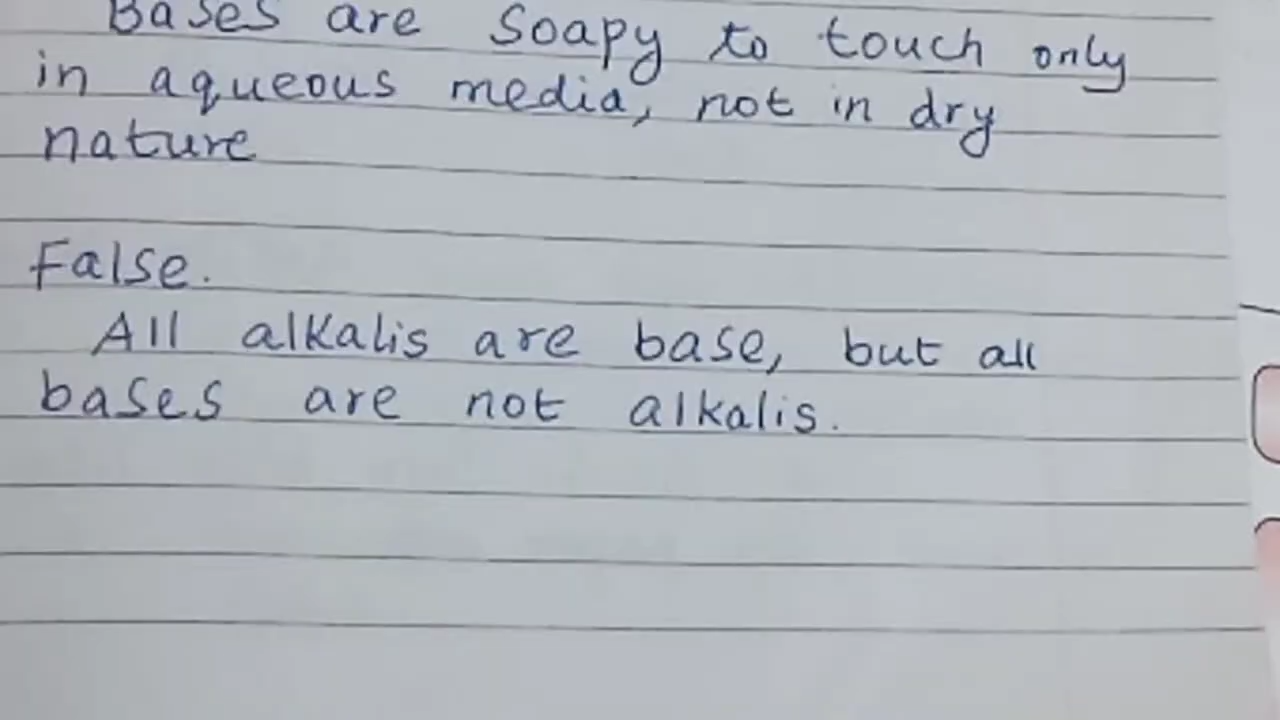 Bases are soapy to touch only
in aqueous media, not in dry
nature
False.
All alkalis are base, but all
bases are not alkalis.